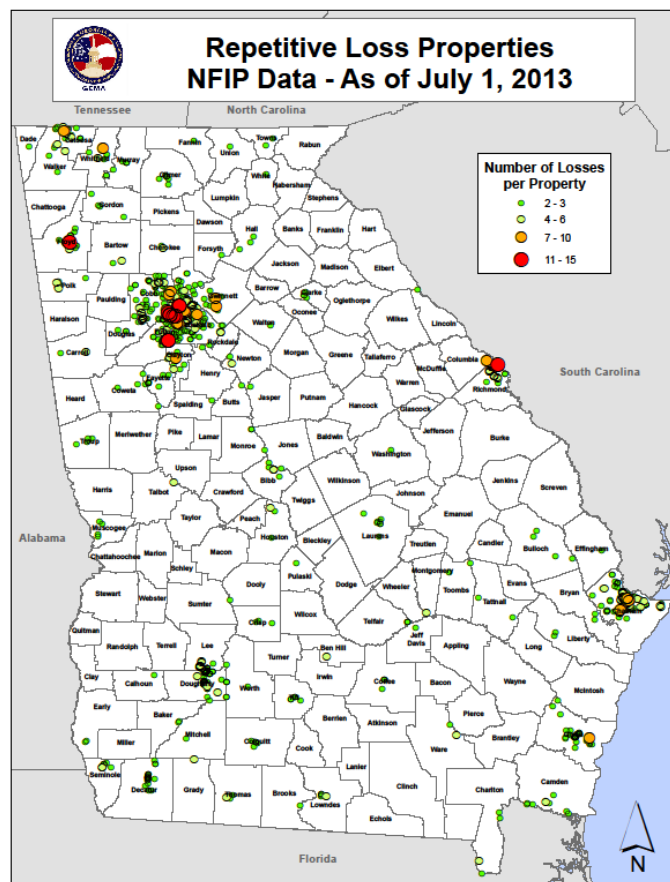 Repetitive Loss Properties
NFIP Data - As of July 1, 2013
GEMA
Tennessee
North Carolina
Number of Losses
per Property
2 - 3
4 - 6
7 - 10
11 - 15
South Carolina
Alabama
Florida
N
Dade
Walker
Murray
Fannin
Union
Towns
Rabun
White
Habersham
Stephens
Lumpkin
Chattooga
Gordon
Pickens
Dawson
Hall
Banks
Franklin
Hart
Bartow
Cherokee
Forsyth
Jackson
Madison
Elbert
Polk
Paulding
Cobb
Barrow
Clarke
Oglethorpe
Oconee
Wilkes
Lincoln
Haralson
Douglas
Rockdale
Walton
Morgan
Greene
Taliaferro
McDuffie
Columbia
Carroll
Clayton
Henry
Newton
Warren
Richmond
Heard
Coweta
Fayette
Spalding
Butts
Jasper
Putnam
Hancock
Glascock
Jefferson
Burke
Troup
Meriwether
Pike
Lamar
Monroe
Jones
Baldwin
Washington
Upson
Bibb
Wilkinson
Johnson
Jenkins
Screven
Harris
Talbot
Crawford
Twiggs
Emanuel
Taylor
Peach
Houston
Bleckley
Laurens
Treutlen
Candler
Bulloch
Effingham
Muscogee
Chattahoochee
Marion
Macon
Schley
Dooly
Pulaski
Dodge
Wheeler
Montgomery
Toombs
Tattnall
Evans
Bryan
Stewart
Webster
Sumter
Wilcox
Telfair
Crisp
Quitman
Randolph
Terrell
Lee
Turner
Ben Hill
Jeff
Davis
Appling
Long
Liberty
Clay
Calhoun
Dougherty
Worth
Irwin
Coffee
Bacon
Wayne
McIntosh
Early
Baker
Mitchell
Colquitt
Cook
Berrien
Atkinson
Pierce
Ware
Brantley
Miller
Lanier
Clinch
Charlton
Camden
Seminole
Decatur
Grady
Thomas
Brooks
Lowndes
Echols